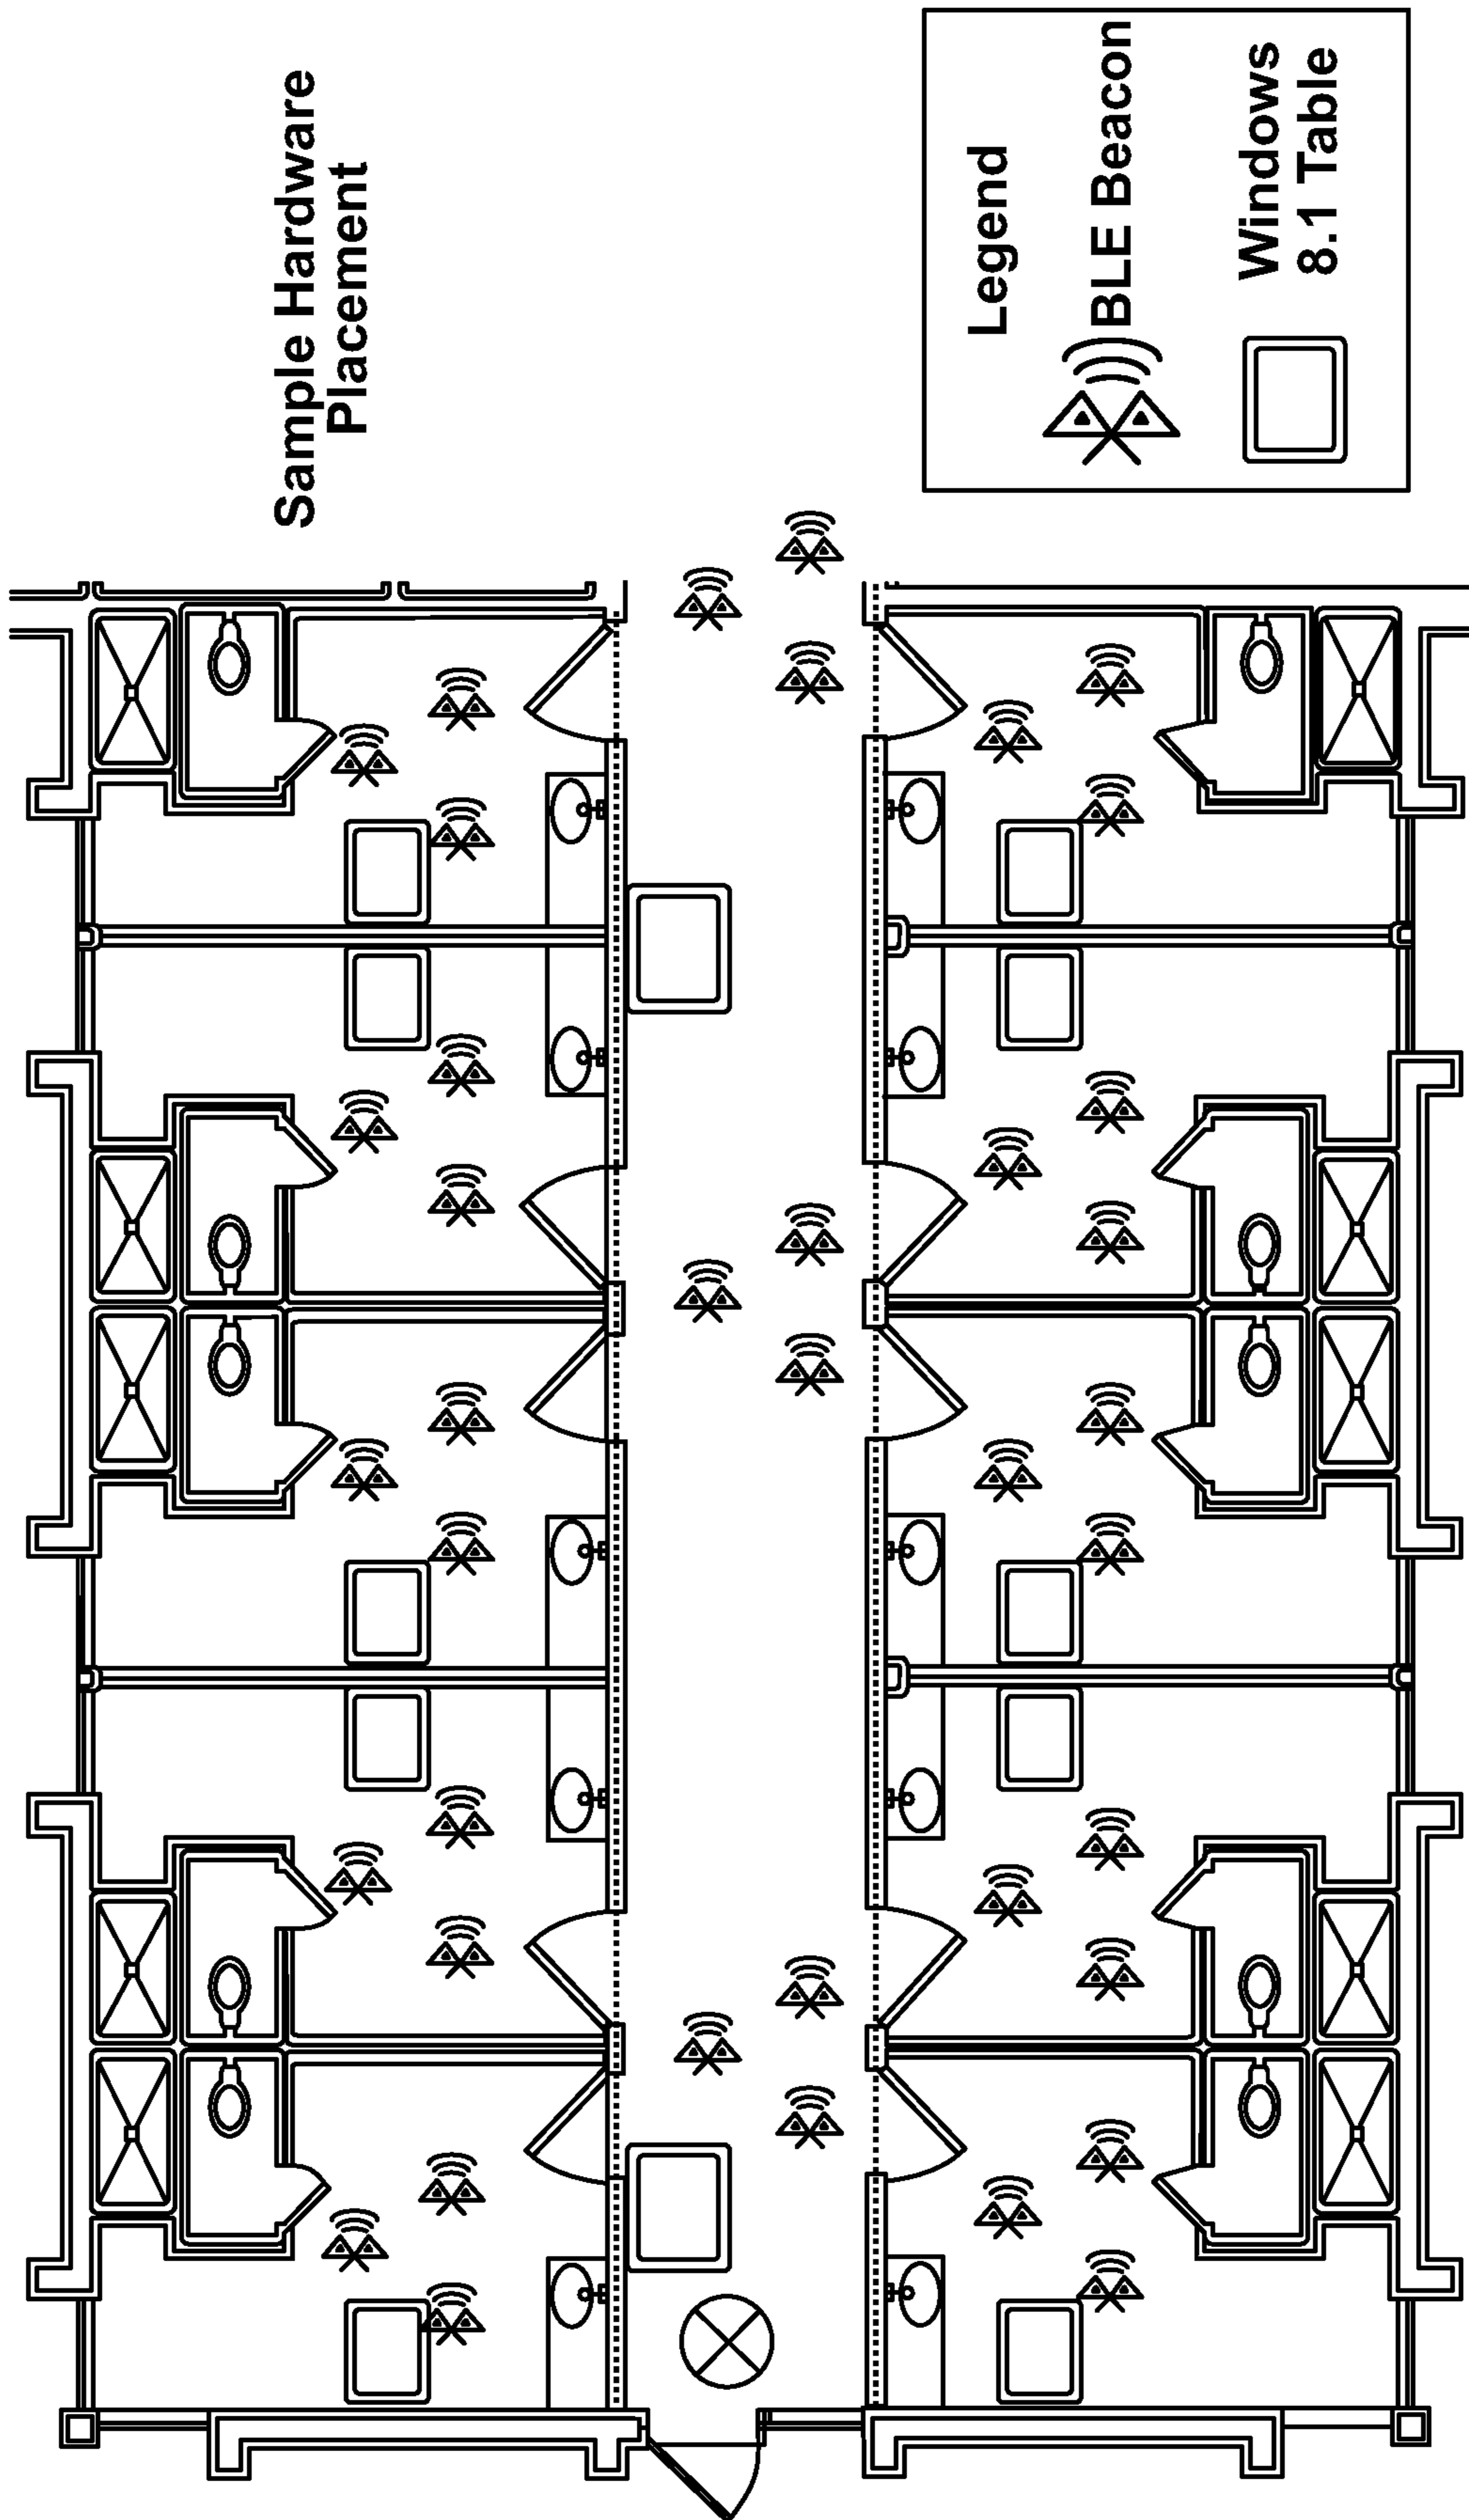 Sample Hardware
Placement
Legend
BLE Beacon
Windows
8.1 Table